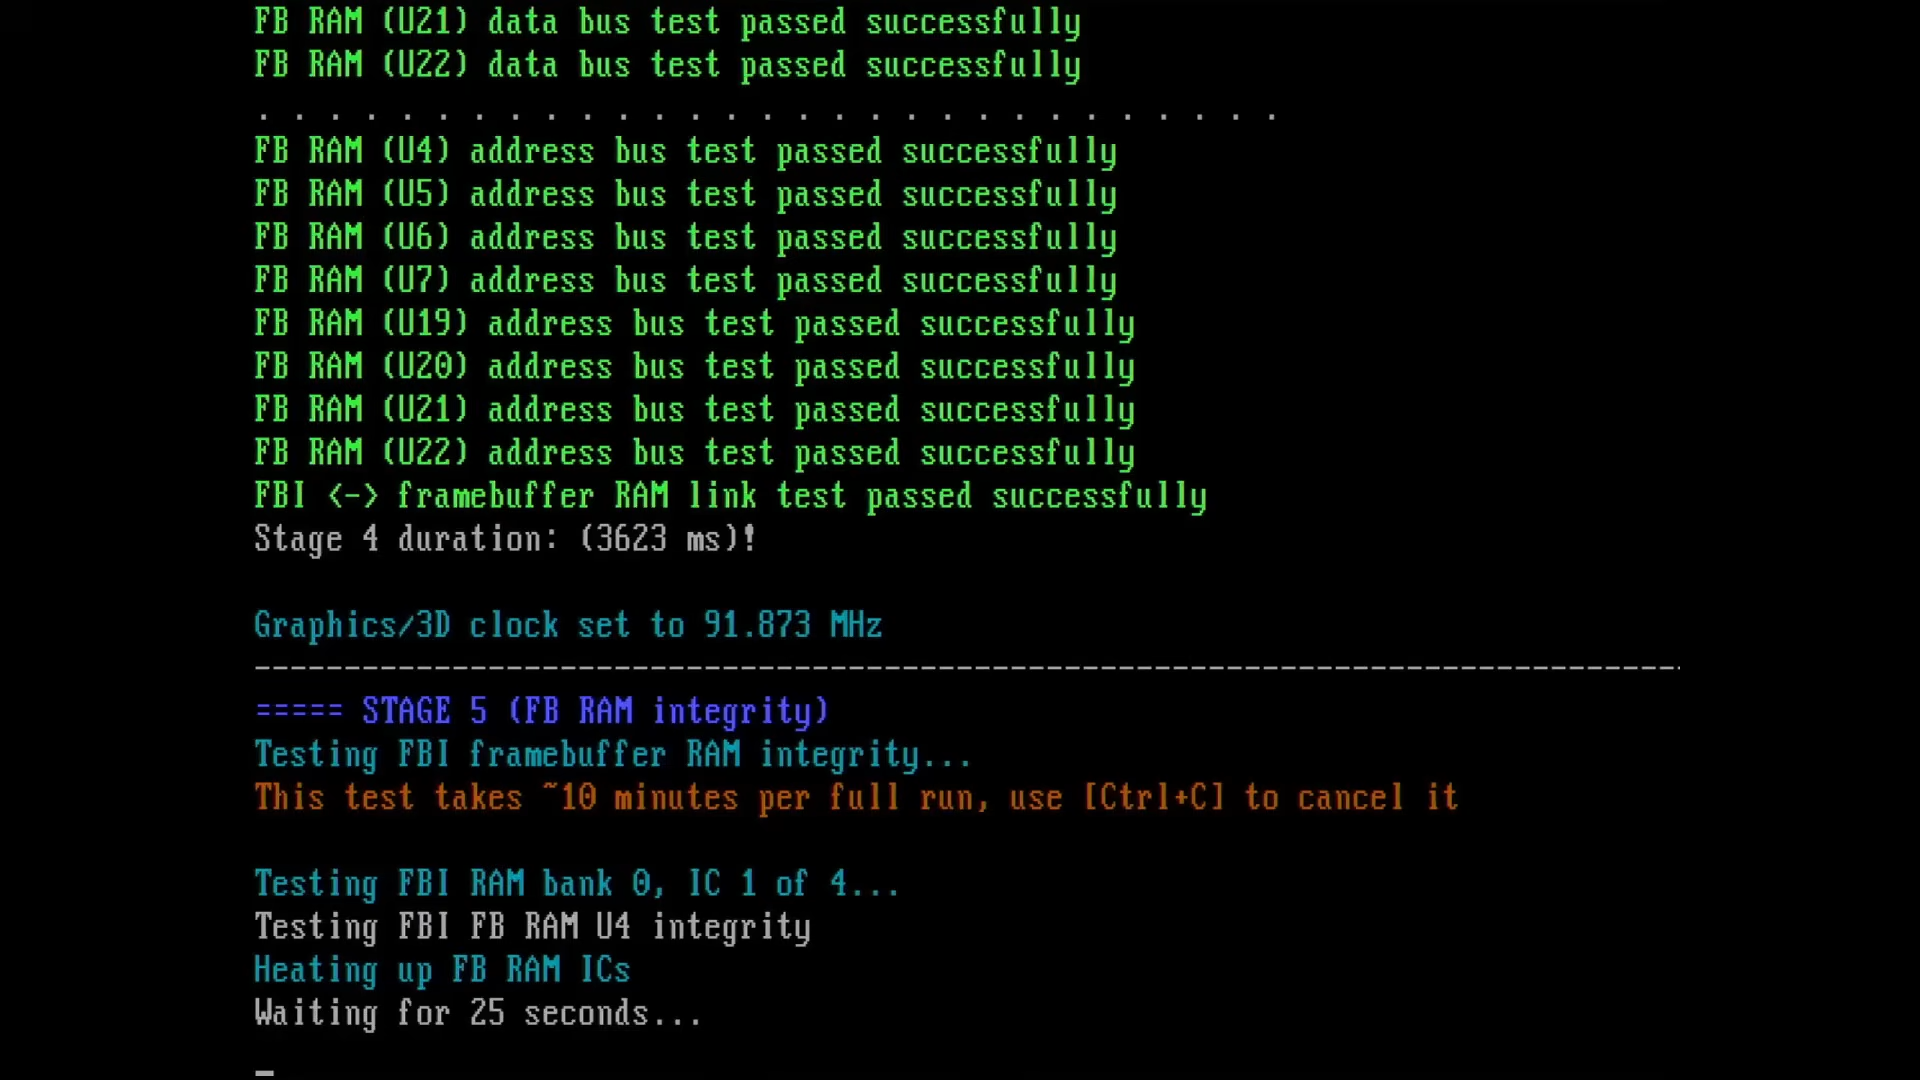 FB RAM (U21) data bus test passed successfully
FB RAM (U22) data bus test passed successfully
. . . . . . . . . . . . . . . . . . . . . . . . . . . . .
FB RAM (U4) address bus test passed successfully
FB RAM (U5) address bus test passed successfully
FB RAM (U6) address bus test passed successfully
FB RAM (U7) address bus test passed successfully
FB RAM (U19) address bus test passed successfully
FB RAM (U20) address bus test passed successfully
FB RAM (U21) address bus test passed successfully
FB RAM (U22) address bus test passed successfully
FBI <-> framebuffer RAM link test passed successfully
Stage 4 duration: (3623 ms)!
Graphics/3D clock set to 91.873 MHz
--------------------------------------------------------------------------------
===== STAGE 5 (FB RAM integrity)
Testing FBI framebuffer RAM integrity...
This test takes ~10 minutes per full run, use [Ctrl+C] to cancel it
Testing FBI RAM bank 0, IC 1 of 4...
Testing FBI FB RAM U4 integrity
Heating up FB RAM ICs
Waiting for 25 seconds...
_